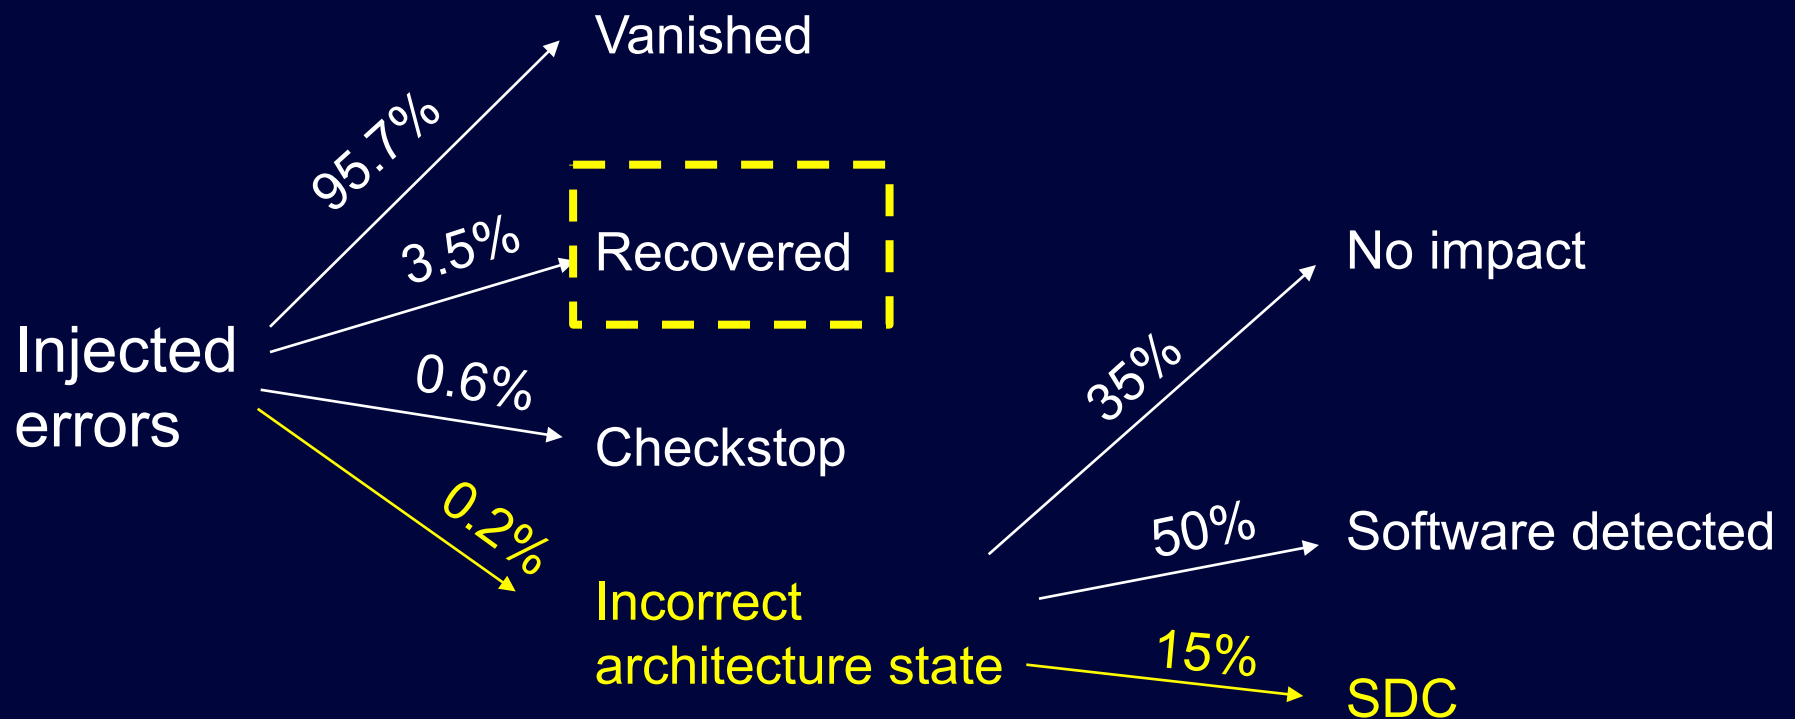 Vanished
95.7%
Recovered
3.5%
Injected
errors
0.6%
Checkstop
0.2%
Incorrect
architecture state
35%
No impact
50%
Software detected
15%
SDC